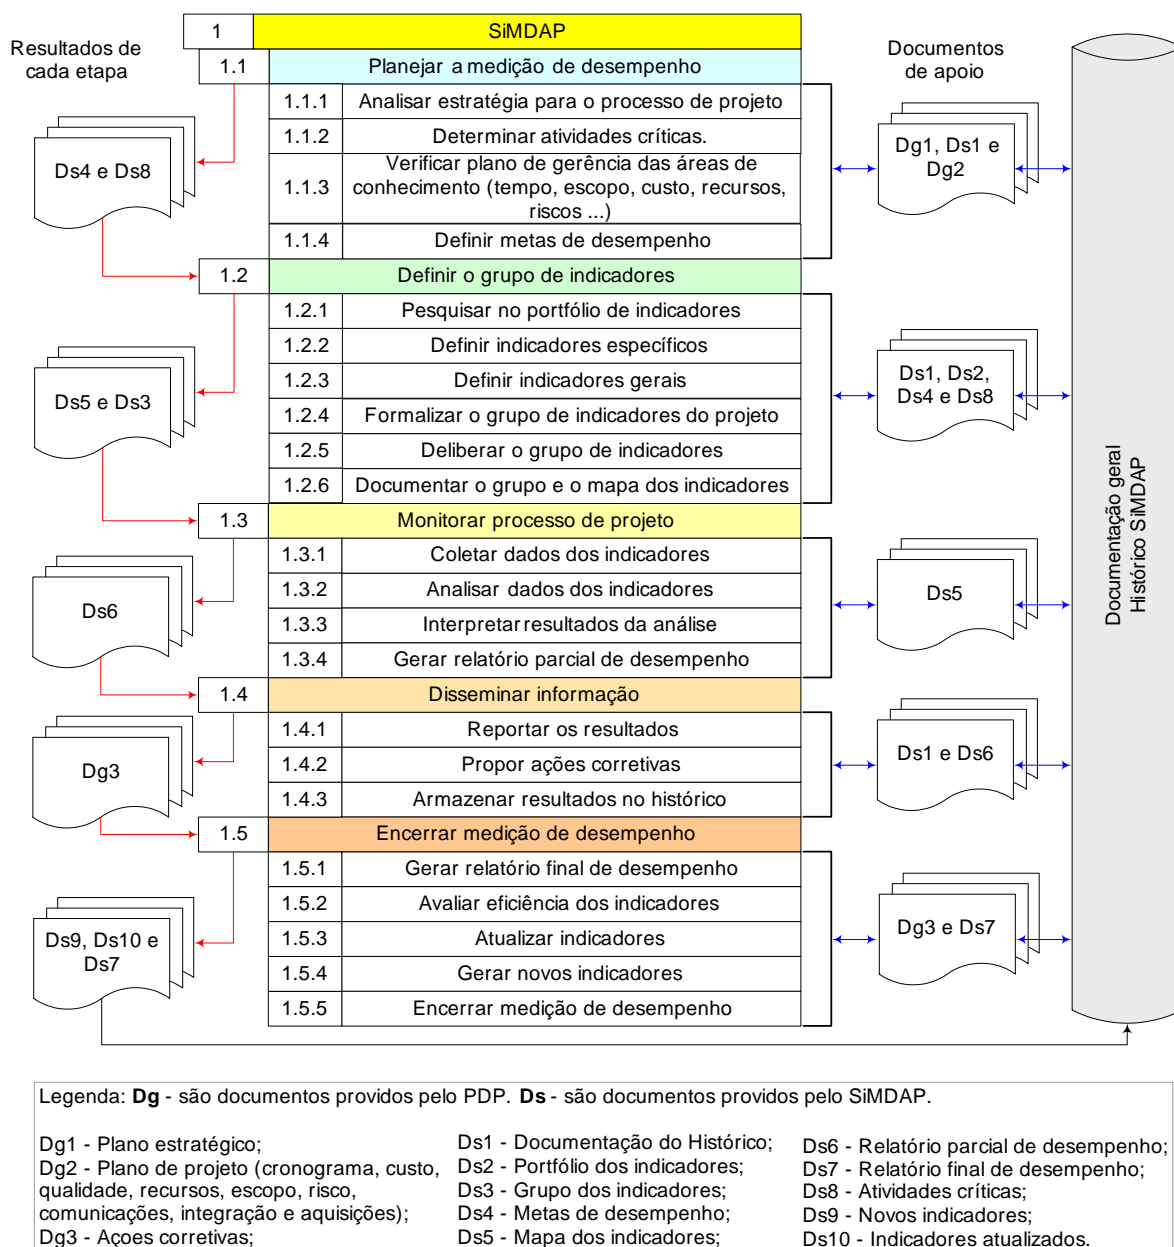 Resultados de
cada etapa
1
SiMDAP
Documentos
de apoio
1.1
Planejar a medição de desempenho
1.1.1
Analisar estratégia para o processo de projeto
1.1.2
Determinar atividades críticas.
1.1.3
Verificar plano de gerência das áreas de
conhecimento (tempo, escopo, custo, recursos,
riscos ...)
1.1.4
Definir metas de desempenho
Ds4 e Ds8
Dg1, Ds1 e
Dg2
1.2
Definir o grupo de indicadores
1.2.1
Pesquisar no portfólio de indicadores
1.2.2
Definir indicadores específicos
1.2.3
Definir indicadores gerais
1.2.4
Formalizar o grupo de indicadores do projeto
1.2.5
Deliberar o grupo de indicadores
1.2.6
Documentar o grupo e o mapa dos indicadores
Ds5 e Ds3
Ds1, Ds2,
Ds4 e Ds8
1.3
Monitorar processo de projeto
1.3.1
Coletar dados dos indicadores
1.3.2
Analisar dados dos indicadores
1.3.3
Interpretar resultados da análise
1.3.4
Gerar relatório parcial de desempenho
Ds6
Ds5
1.4
Disseminar informação
1.4.1
Reportar os resultados
1.4.2
Propor ações corretivas
1.4.3
Armazenar resultados no histórico
Dg3
Ds1 e Ds6
1.5
Encerrar medição de desempenho
1.5.1
Gerar relatório final de desempenho
1.5.2
Avaliar eficiência dos indicadores
1.5.3
Atualizar indicadores
1.5.4
Gerar novos indicadores
1.5.5
Encerrar medição de desempenho
Ds9, Ds10 e
Ds7
Dg3 e Ds7
Documentação geral
Histórico SiMDAP
Legenda: Dg - são documentos providos pelo PDP. Ds - são documentos providos pelo SiMDAP.
Dg1 - Plano estratégico;
Dg2 - Plano de projeto (cronograma, custo,
qualidade, recursos, escopo, risco,
comunicações, integração e aquisições);
Dg3 - Açoes corretivas;
Ds1 - Documentação do Histórico;
Ds2 - Portfólio dos indicadores;
Ds3 - Grupo dos indicadores;
Ds4 - Metas de desempenho;
Ds5 - Mapa dos indicadores;
Ds6 - Relatório parcial de desempenho;
Ds7 - Relatório final de desempenho;
Ds8 - Atividades críticas;
Ds9 - Novos indicadores;
Ds10 - Indicadores atualizados.